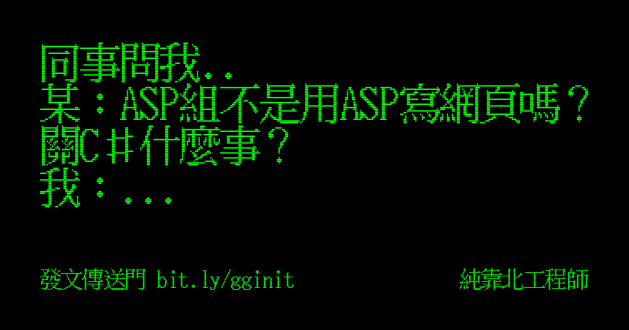 同事問我..
某：ASP組不是用ASP寫網頁嗎？
關C＃什麼事？
我：...
發文傳送門 bit.ly/gginit
純靠北工程師